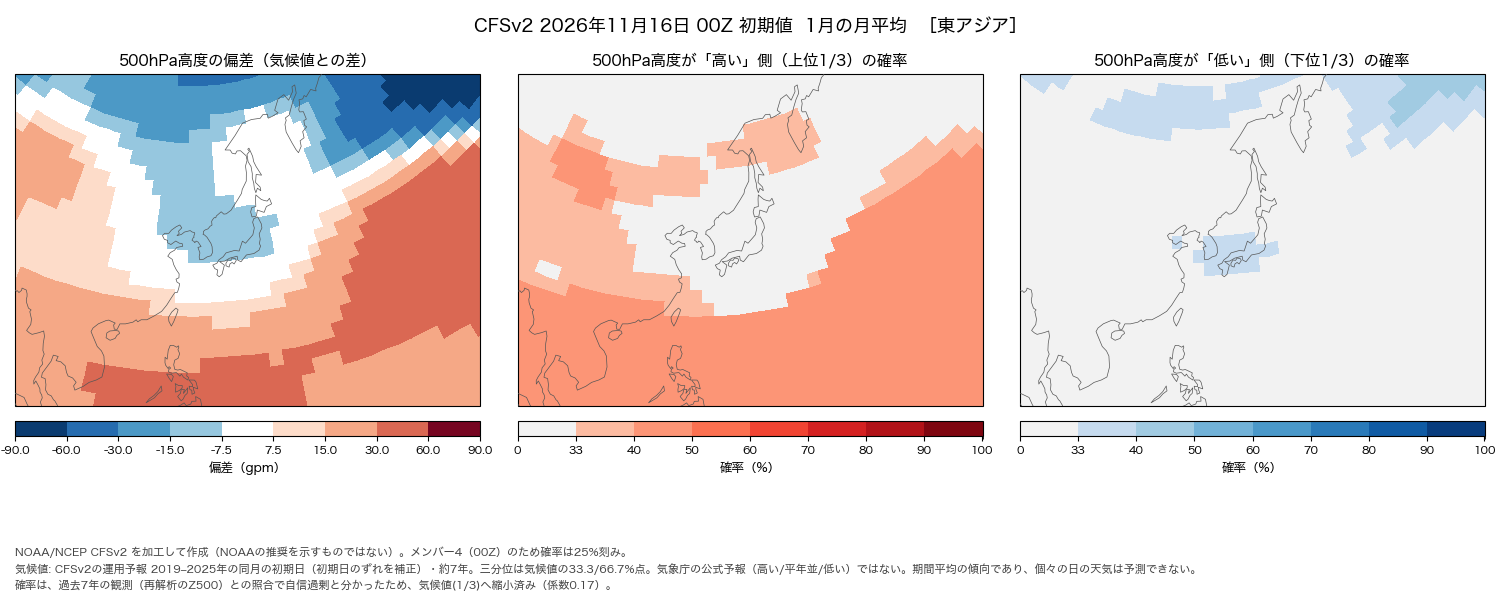 CFSv2 2026年11月16日 00Z 初期値 1月の月平均 ［東アジア］
500hPa高度の偏差（気候値との差）
500hPa高度が「高い」側（上位1/3）の確率
500hPa高度が「低い」側（下位1/3）の確率
-90.0 -60.0 -30.0 -15.0 -7.5 7.5 15.0 30.0 60.0 90.0
偏差（gpm）
0 33 40 50 60 70 80 90 100
確率（%）
0 33 40 50 60 70 80 90 100
確率（%）
NOAA/NCEP CFSv2 を加工して作成（NOAAの推奨を示すものではない）。メンバー4（00Z）のため確率は25%刻み。
気候値: CFSv2の運用予報 2019–2025年の同月の初期日（初期日のずれを補正）・約7年。三分位は気候値の33.3/66.7%点。気象庁の公式予報（高い/平年並/低い）ではない。期間平均の傾向であり、個々の日の天気は予測できない。
確率は、過去7年の観測（再解析のZ500）との照合で自信過剰と分かったため、気候値(1/3)へ縮小済み（係数0.17）。